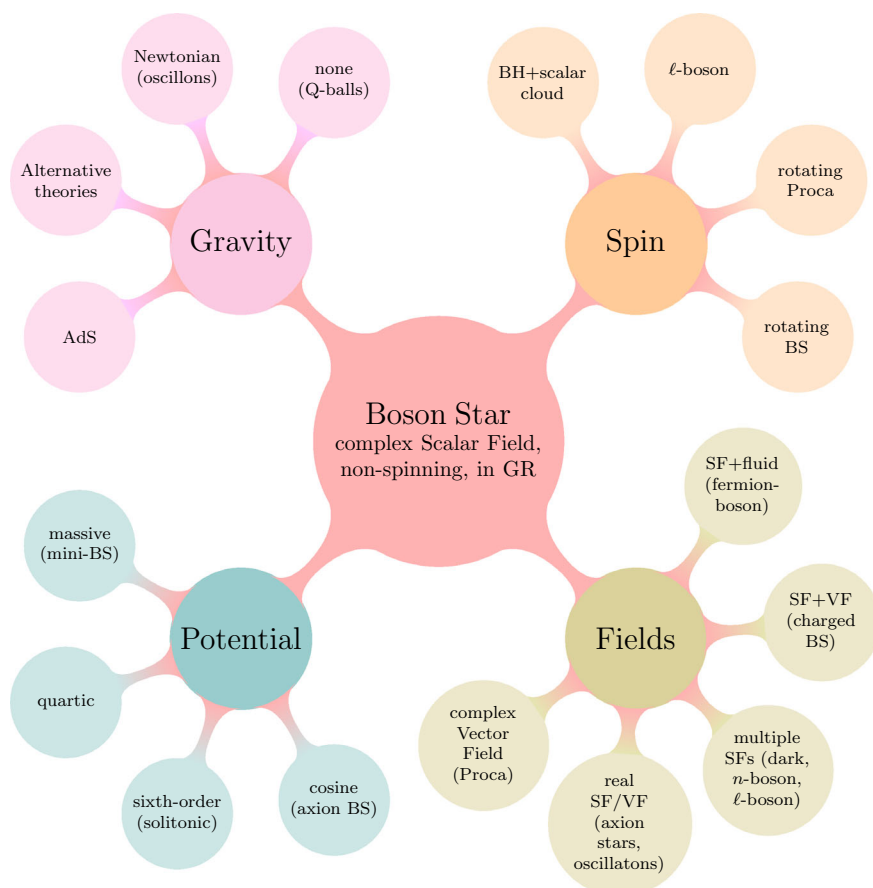 Newtonian
(oscillons)
none
(Q-balls)
Alternative
theories
AdS
Gravity
BH+scalar
cloud
ℓ-boson
rotating
Proca
rotating
BS
Spin
Boson Star
complex Scalar Field,
non-spinning, in GR
massive
(mini-BS)
quartic
sixth-order
(solitonic)
cosine
(axion BS)
Potential
SF+fluid
(fermion-
boson)
SF+VF
(charged
BS)
Fields
complex
Vector
Field
(Proca)
real
SF/VF
(axion
stars,
oscillatons)
multiple
SFs (dark,
n-boson,
ℓ-boson)